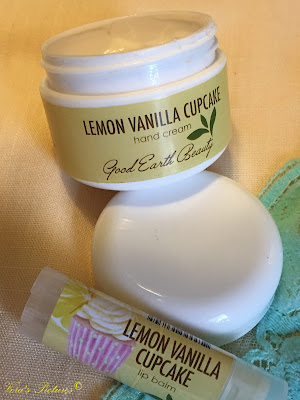 LEMON VANILLA CUPCAKE
hand cream
Good Earth Beauty
LEMON VANILLA
CUPCAKE
lip balm